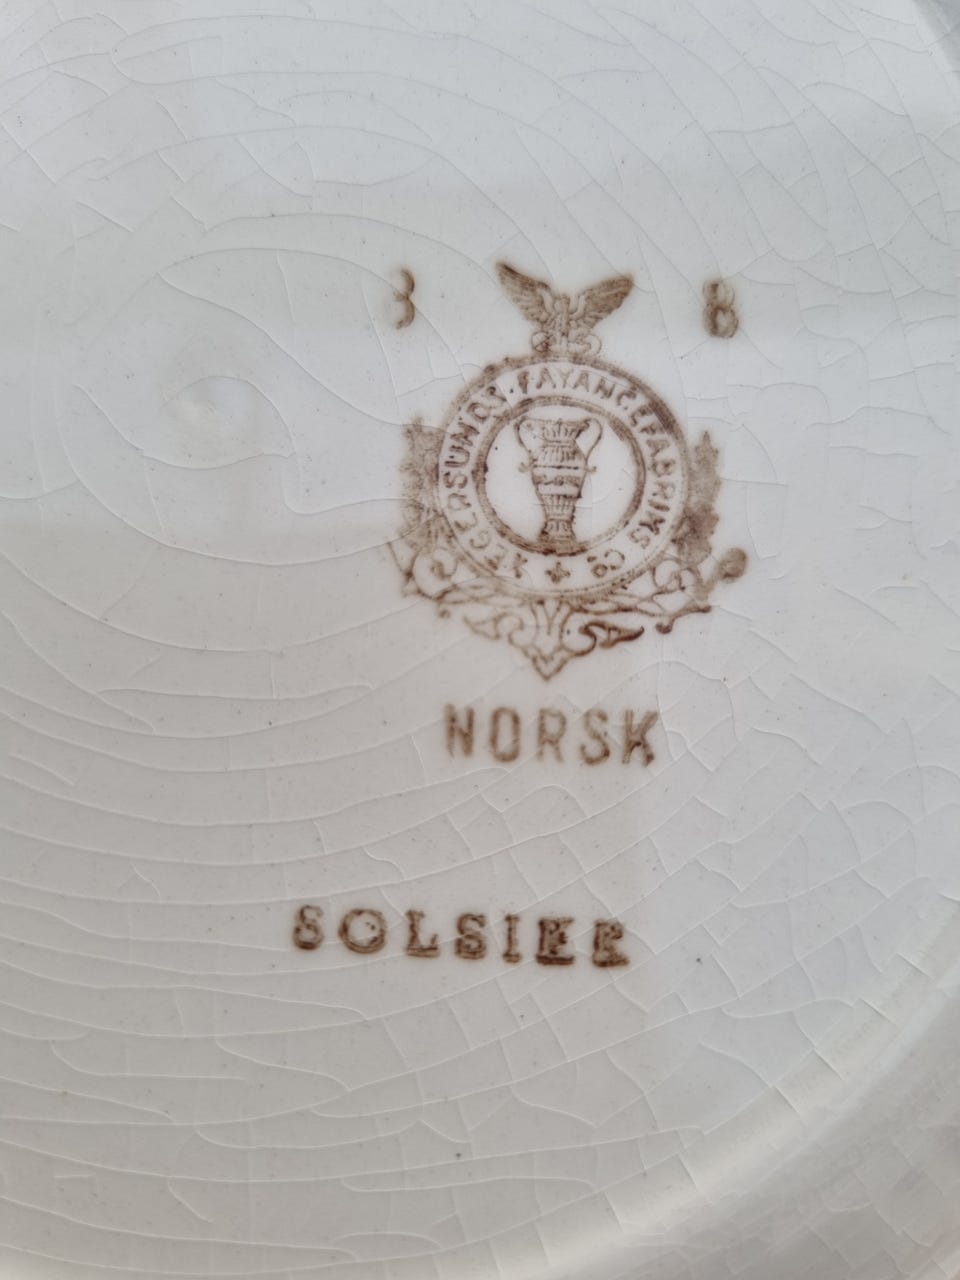 3 8
EGERSUNDS FAYANCEFABRIKS Co
NORSK
SOLSIEE